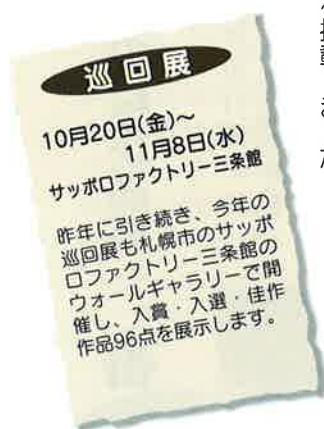 巡回展
10月20日(金)～
11月8日(水)
サッポロファクトリー三条館
昨年に引き続き、今年の
巡回展も札幌市のサッポ
ロファクトリー三条館の
ウォールギャラリーで開
催し、入賞・入選・佳作
作品96点を展示します。